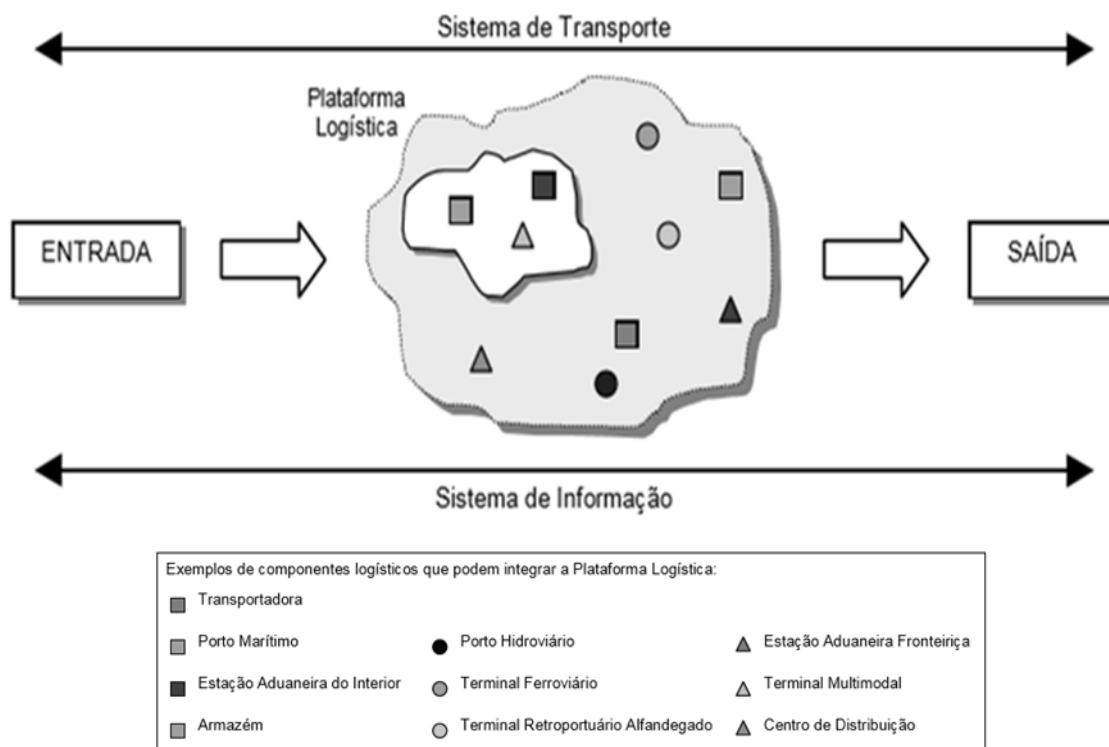 Sistema de Transporte
Plataforma
Logística
ENTRADA
SAÍDA
Sistema de Informação
Exemplos de componentes logísticos que podem integrar a Plataforma Logística:
Transportadora
Porto Marítimo
Porto Hidroviário
Estação Aduaneira Fronteiriça
Estação Aduaneira do Interior
Terminal Ferroviário
Terminal Multimodal
Armazém
Terminal Retroportuário Alfandegado
Centro de Distribuição